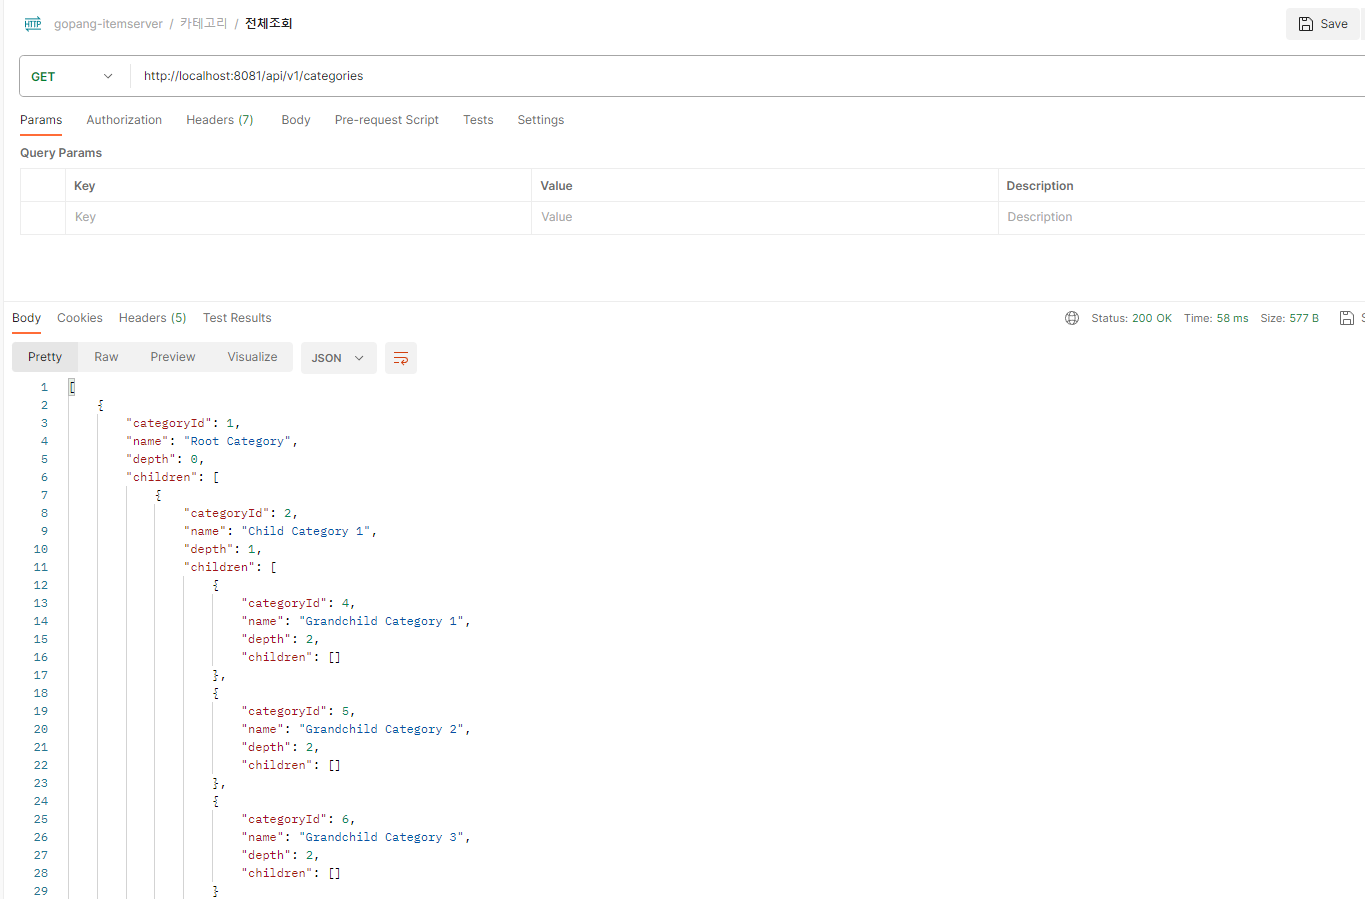 HTTP gopang-itemserver / 카테고리 / 전체조회
Save
GET http://localhost:8081/api/v1/categories
Params Authorization Headers (7) Body Pre-request Script Tests Settings
Query Params
Key Value Description
Key Value Description
Body Cookies Headers (5) Test Results Status: 200 OK Time: 58 ms Size: 577 B S
Pretty Raw Preview Visualize JSON
1 [
2 {
3 "categoryId": 1,
4 "name": "Root Category",
5 "depth": 0,
6 "children": [
7 {
8 "categoryId": 2,
9 "name": "Child Category 1",
10 "depth": 1,
11 "children": [
12 {
13 "categoryId": 4,
14 "name": "Grandchild Category 1",
15 "depth": 2,
16 "children": []
17 },
18 {
19 "categoryId": 5,
20 "name": "Grandchild Category 2",
21 "depth": 2,
22 "children": []
23 },
24 {
25 "categoryId": 6,
26 "name": "Grandchild Category 3",
27 "depth": 2,
28 "children": []
29 }